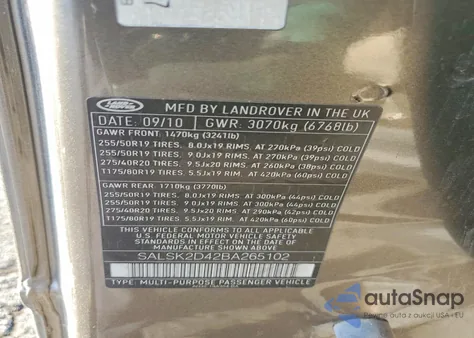 LAND ROVER
MFD BY LANDROVER IN THE UK
DATE: 09/10 GWR: 3070kg (6768lb)
GAWR FRONT: 1470kg (3241lb)
255/50R19 TIRES. 8.0Jx19 RIMS. AT 270kPa (39psi) COLD
255/50R19 TIRES. 9.0Jx19 RIMS. AT 270kPa (39psi) COLD
275/40R20 TIRES. 9.5Jx20 RIMS. AT 260kPa (38psi) COLD
T175/80R19 TIRES. 5.5Jx19 RIM. AT 420kPa (60psi) COLD
GAWR REAR: 1710kg (3770lb)
255/50R19 TIRES. 8.0Jx19 RIMS AT 300kPa (44psi) COLD
255/50R19 TIRES. 9.0Jx19 RIMS AT 300kPa (44psi) COLD
275/40R20 TIRES. 9.5Jx20 RIMS AT 290kPa (42psi) COLD
T175/80R19 TIRES. 5.5Jx19 RIM. AT 420kPa (60psi) COLD
THIS VEHICLE CONFORMS TO ALL APPLICABLE
FEDERAL MOTOR VEHICLE SAFETY STANDARDS
IN EFFECT ON THE DATE OF
MANUFACTURE SHOWN ABOVE
SALSK2D42BA265102
TYPE: MULTI-PURPOSE PASSENGER VEHICLE
autoSnap
Pewne auto z USA i EU